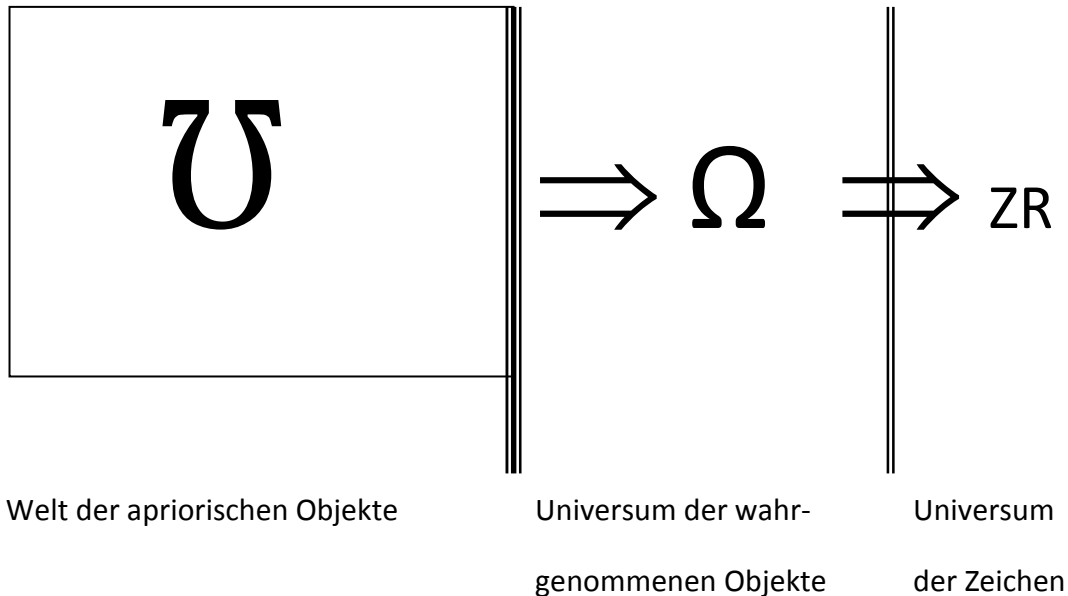 ℧ ⇒ Ω ⇒ ZR
Welt der apriorischen Objekte
Universum der wahr-
genommenen Objekte
Universum
der Zeichen